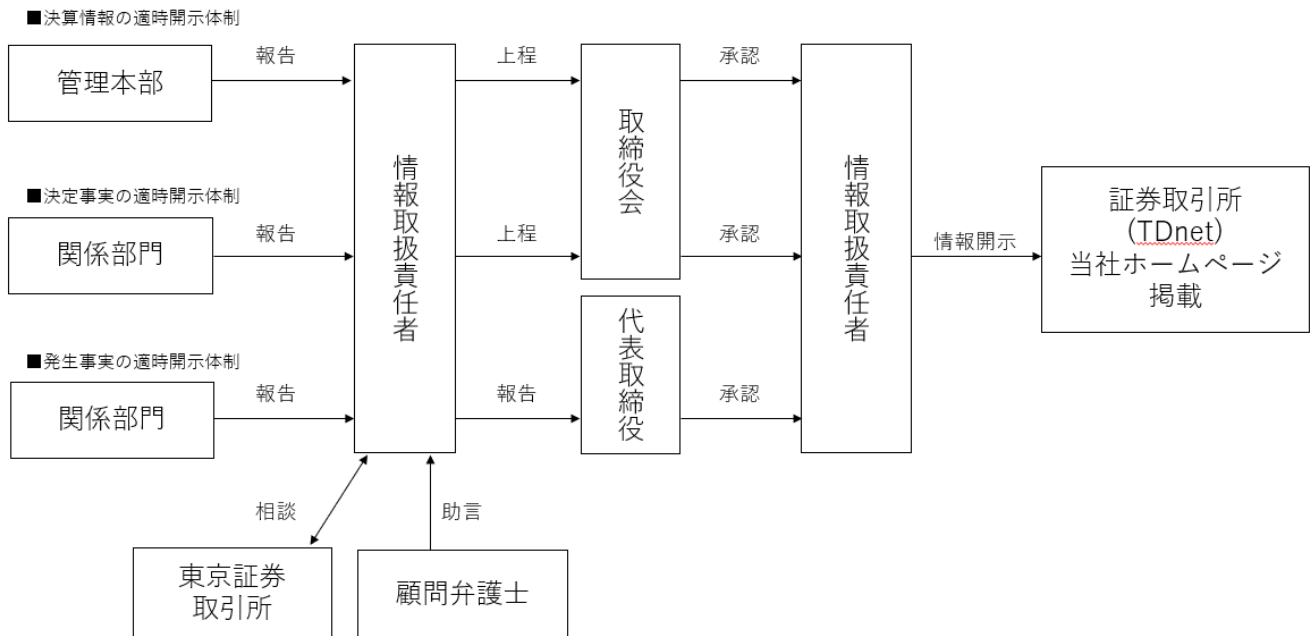 ■決算情報の適時開示体制
管理本部
報告
上程
承認
■決定事実の適時開示体制
関係部門
報告
上程
承認
■発生事実の適時開示体制
関係部門
報告
報告
承認
情報取扱責任者
取締役会
代表取締役
情報取扱責任者
情報開示
証券取引所
(TDnet)
当社ホームページ
掲載
相談
助言
東京証券
取引所
顧問弁護士